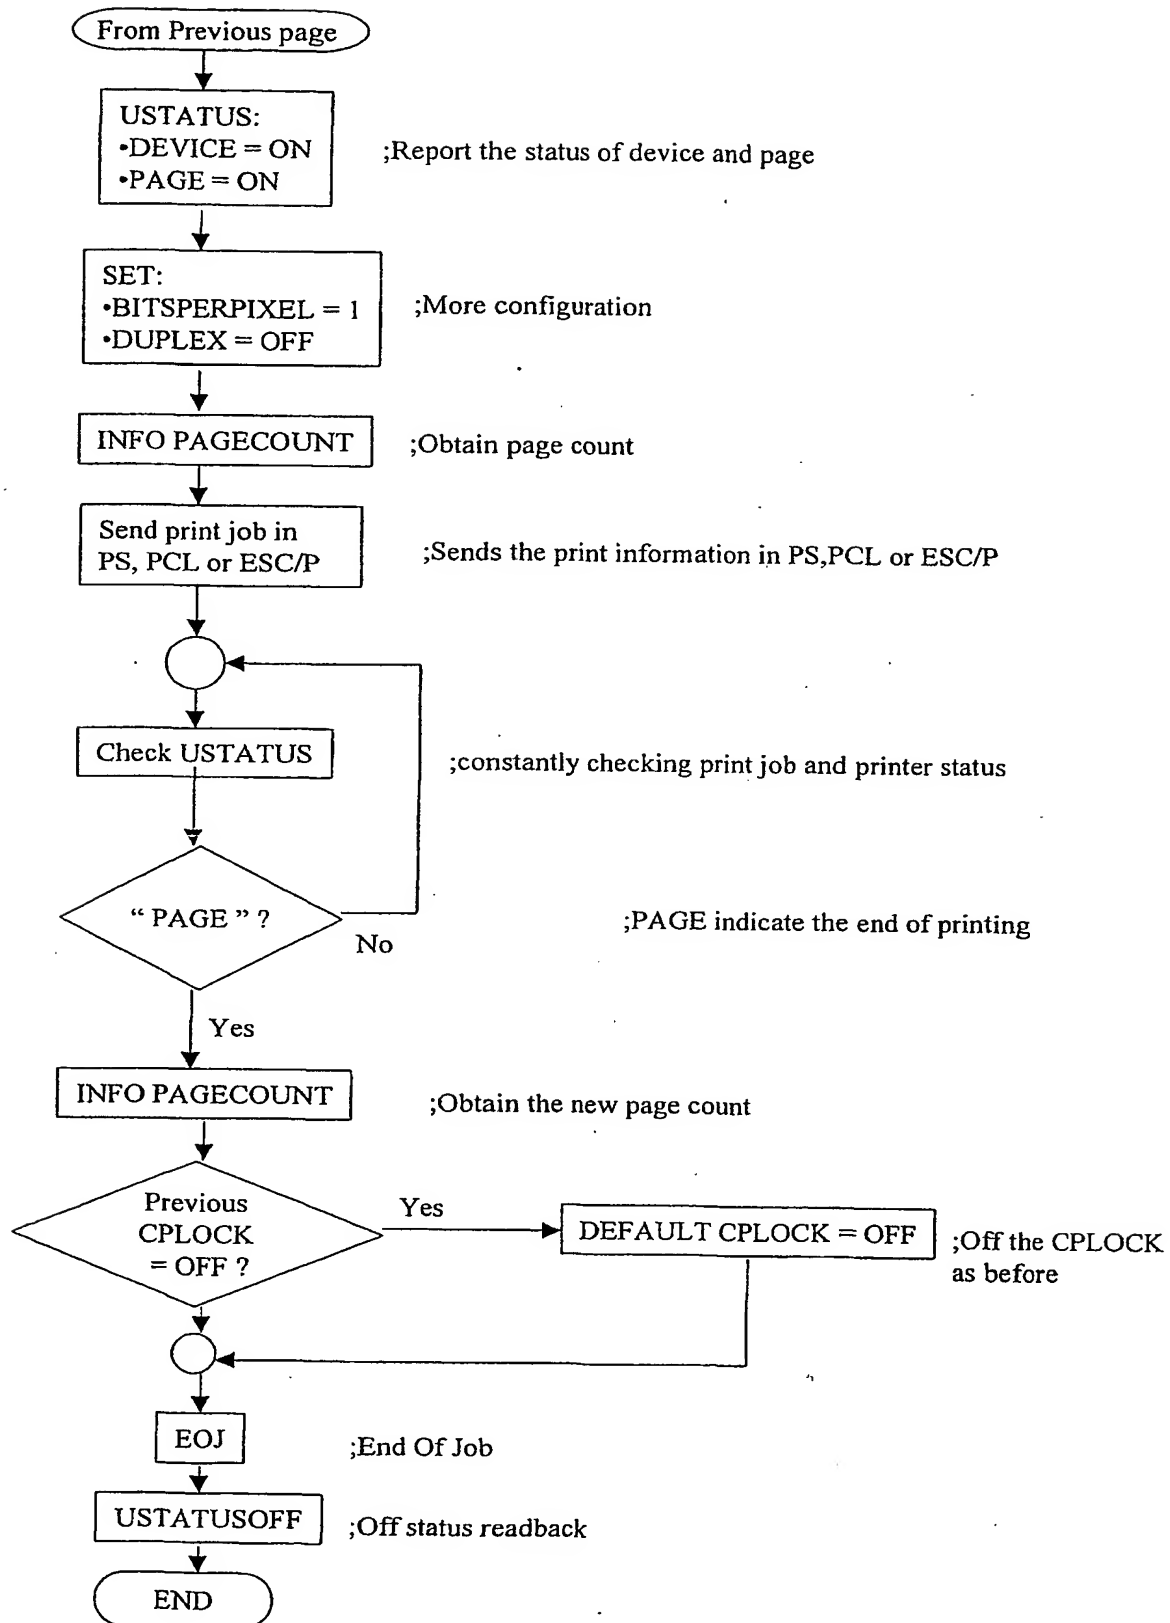 From Previous page
USTATUS:
•DEVICE = ON
•PAGE = ON
;Report the status of device and page
SET:
•BITSPERPIXEL = 1
•DUPLEX = OFF
;More configuration
INFO PAGECOUNT
;Obtain page count
Send print job in
PS, PCL or ESC/P
;Sends the print information in PS,PCL or ESC/P
Check USTATUS
;constantly checking print job and printer status
“ PAGE ” ?
No
;PAGE indicate the end of printing
Yes
INFO PAGECOUNT
;Obtain the new page count
Previous
CPLOCK
= OFF ?
Yes
DEFAULT CPLOCK = OFF
;Off the CPLOCK
as before
EOJ
;End Of Job
USTATUSOFF
;Off status readback
END